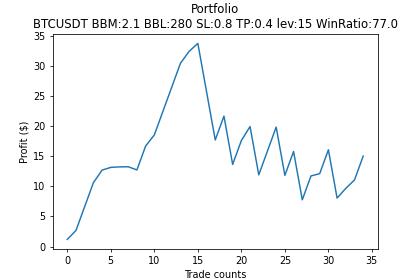 Portfolio
BTCUSDT BBM:2.1 BBL:280 SL:0.8 TP:0.4 lev:15 WinRatio:77.0
35
30
25
20
15
10
5
0
Profit ($)
0 5 10 15 20 25 30 35
Trade counts